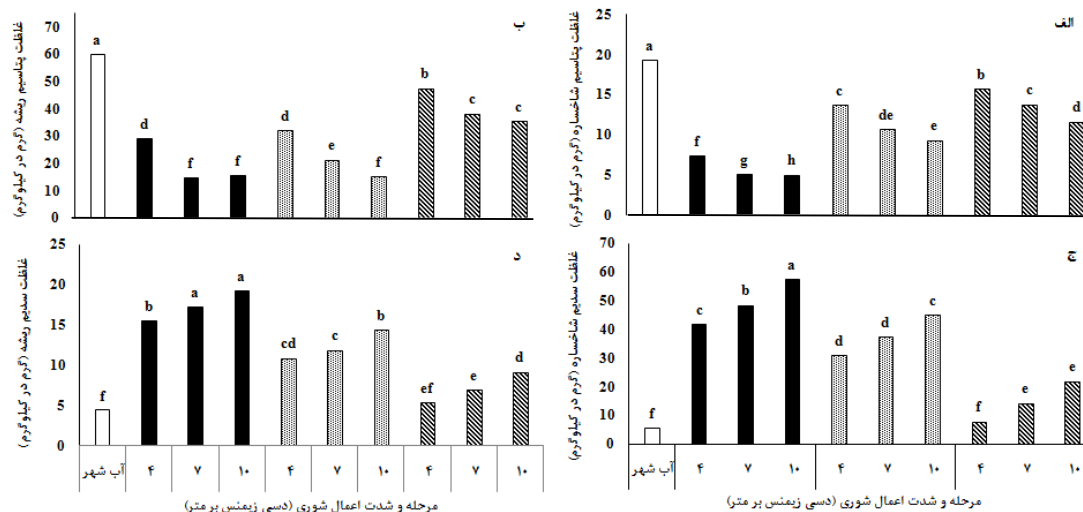 الف
غلظت پتاسیم شاخساره (گرم در کیلوگرم)
25
20
15
10
5
0
a f g h c de e b c d
ب
غلظت پتاسیم ریشه (گرم در کیلوگرم)
70
60
50
40
30
20
10
0
a d f f d e f b c c
ج
غلظت سدیم شاخساره (گرم در کیلوگرم)
70
60
50
40
30
20
10
0
f c b a d d c f e e
آب شهر ۴ ۷ ۱۰ ۴ ۷ ۱۰ ۴ ۷ ۱۰
مرحله و شدت اعمال شوری (دسی زیمنس بر متر)
د
غلظت سدیم ریشه (گرم در کیلوگرم)
25
20
15
10
5
0
f b a a cd c b ef e d
آب شهر ۴ ۷ ۱۰ ۴ ۷ ۱۰ ۴ ۷ ۱۰
مرحله و شدت اعمال شوری (دسی زیمنس بر متر)